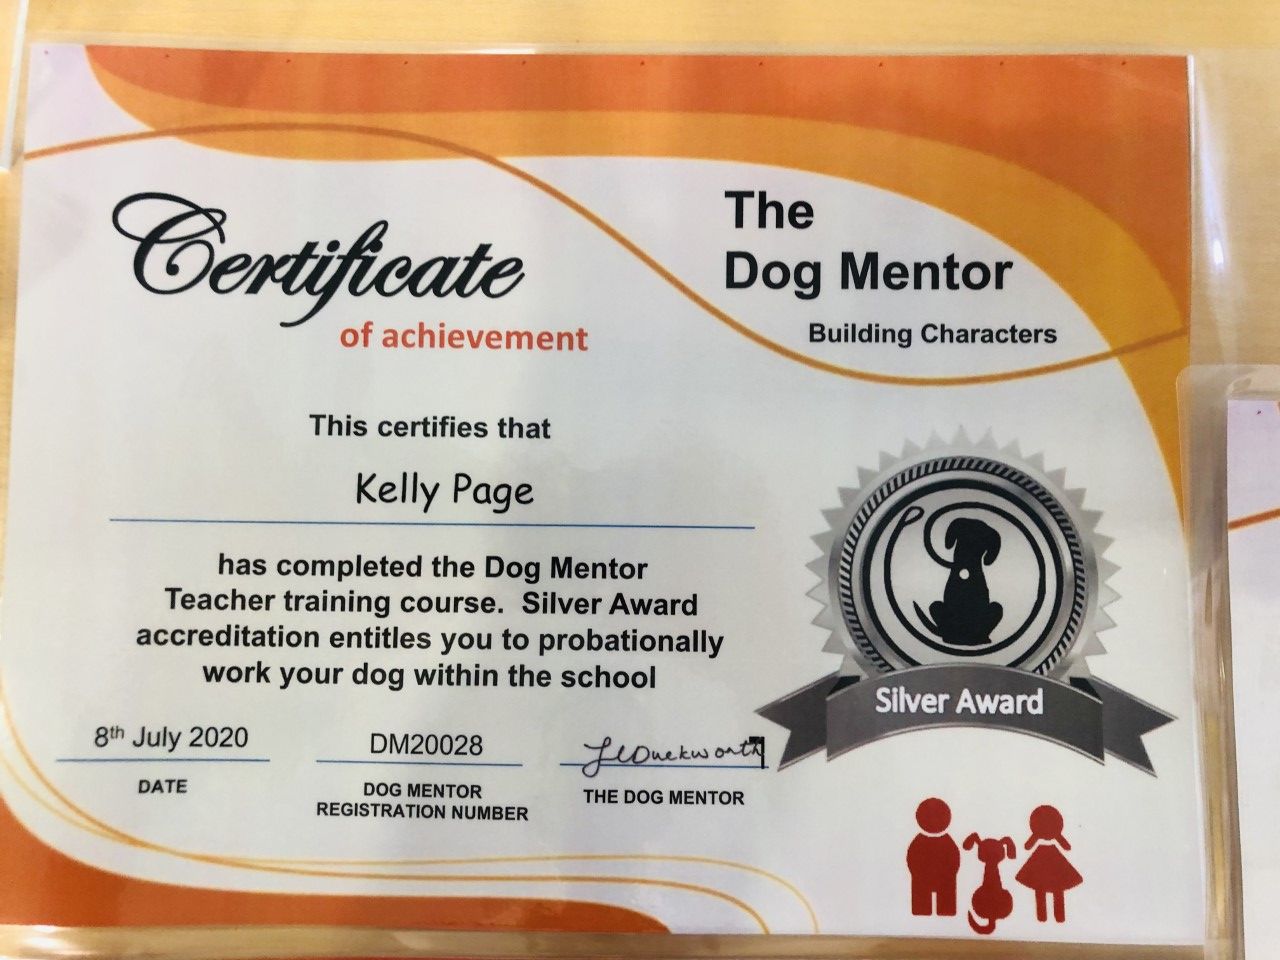 Certificate
of achievement
The
Dog Mentor
Building Characters
This certifies that
Kelly Page
has completed the Dog Mentor
Teacher training course.  Silver Award
accreditation entitles you to probationally
work your dog within the school
Silver Award
8th July 2020
DATE
DM20028
DOG MENTOR
REGISTRATION NUMBER
THE DOG MENTOR